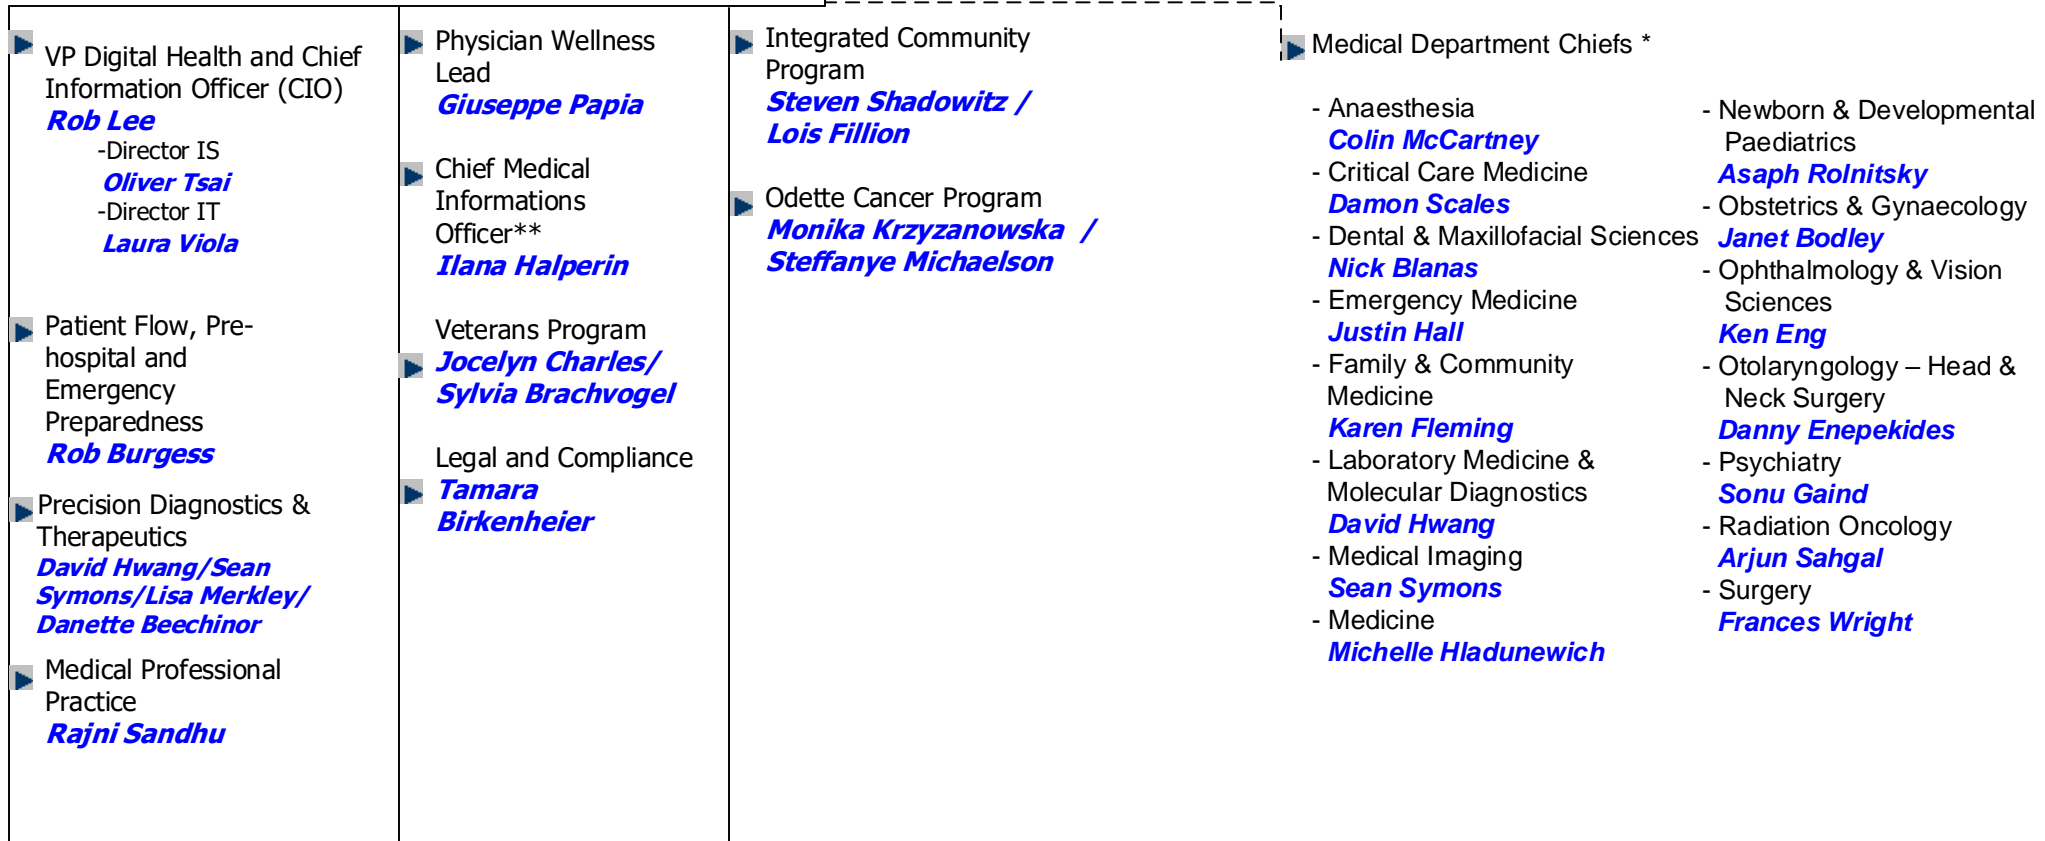 VP Digital Health and Chief
Information Officer (CIO)
Rob Lee
-Director IS
Oliver Tsai
-Director IT
Laura Viola
Patient Flow, Pre-
hospital and
Emergency
Preparedness
Rob Burgess
Precision Diagnostics &
Therapeutics
David Hwang/Sean
Symons/Lisa Merkley/
Danette Beechinor
Medical Professional
Practice
Rajni Sandhu
Physician Wellness
Lead
Giuseppe Papia
Chief Medical
Informations
Officer**
Ilana Halperin
Veterans Program
Jocelyn Charles/
Sylvia Brachvogel
Legal and Compliance
Tamara
Birkenheier
Integrated Community
Program
Steven Shadowitz /
Lois Fillion
Odette Cancer Program
Monika Krzyzanowska /
Steffanye Michaelson
Medical Department Chiefs *
- Anaesthesia
Colin McCartney
- Critical Care Medicine
Damon Scales
- Dental & Maxillofacial Sciences
Nick Blanas
- Emergency Medicine
Justin Hall
- Family & Community
Medicine
Karen Fleming
- Laboratory Medicine &
Molecular Diagnostics
David Hwang
- Medical Imaging
Sean Symons
- Medicine
Michelle Hladunewich
- Newborn & Developmental
Paediatrics
Asaph Rolnitsky
- Obstetrics & Gynaecology
Janet Bodley
- Ophthalmology & Vision
Sciences
Ken Eng
- Otolaryngology – Head &
Neck Surgery
Danny Enepekides
- Psychiatry
Sonu Gaind
- Radiation Oncology
Arjun Sahgal
- Surgery
Frances Wright